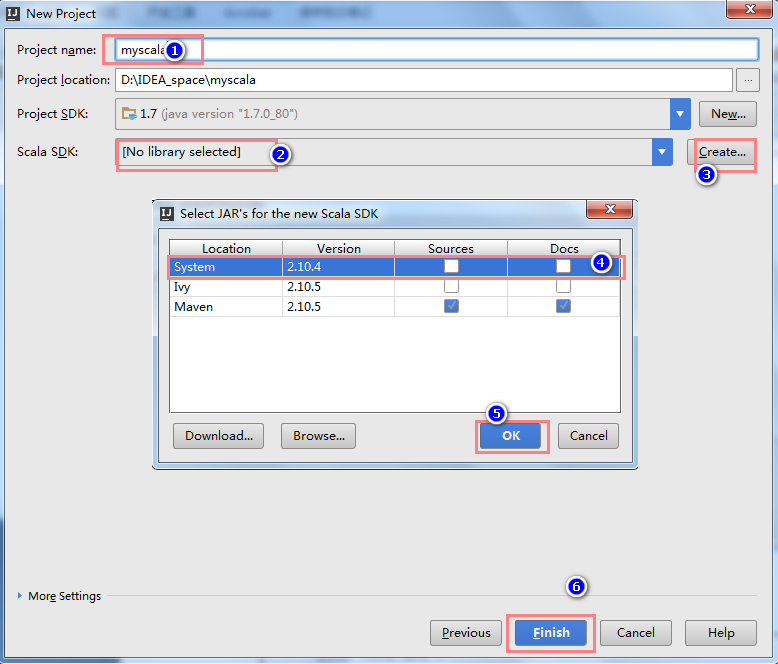 New Project
Project name: myscala 1
Project location: D:\IDEA_space\myscala ...
Project SDK: 1.7 (java version "1.7.0_80") New...
Scala SDK: [No library selected] 2 Create...
3
Select JAR's for the new Scala SDK
Location Version Sources Docs
System 2.10.4 4
Ivy 2.10.5
Maven 2.10.5
5
Download... Browse... OK Cancel
More Settings
6
Previous Finish Cancel Help